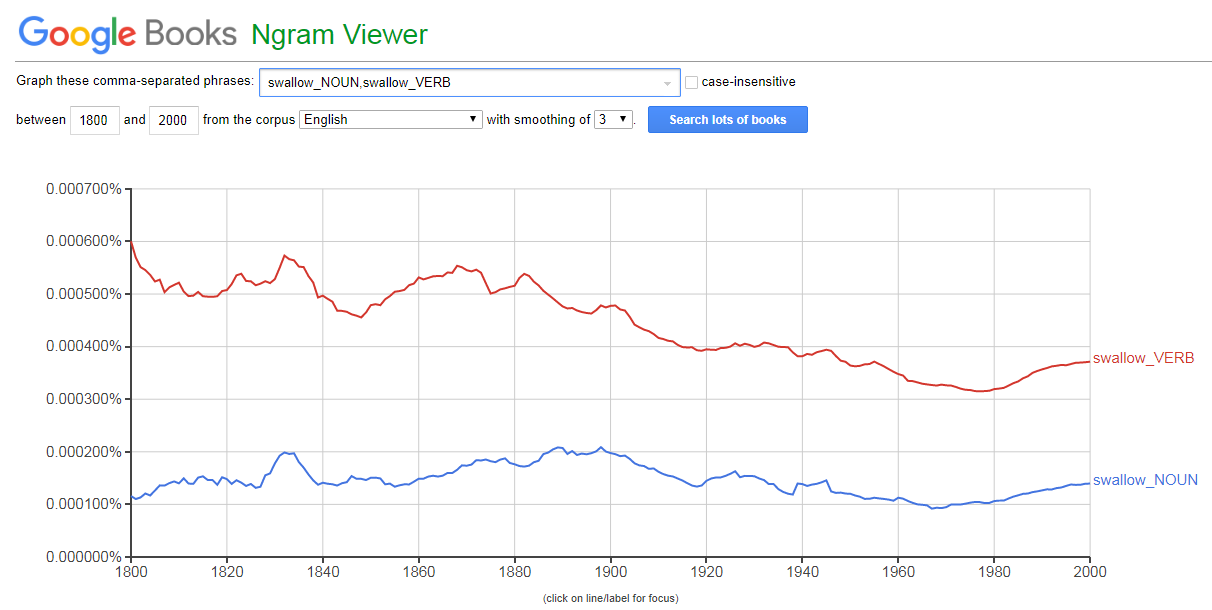 Google Books Ngram Viewer
Graph these comma-separated phrases: swallow_NOUN,swallow_VERB case-insensitive
between 1800 and 2000 from the corpus English with smoothing of 3 . Search lots of books
0.000700%
0.000600%
0.000500%
0.000400%
swallow_VERB
0.000300%
0.000200%
swallow_NOUN
0.000100%
0.000000%
1800 1820 1840 1860 1880 1900 1920 1940 1960 1980 2000
(click on line/label for focus)